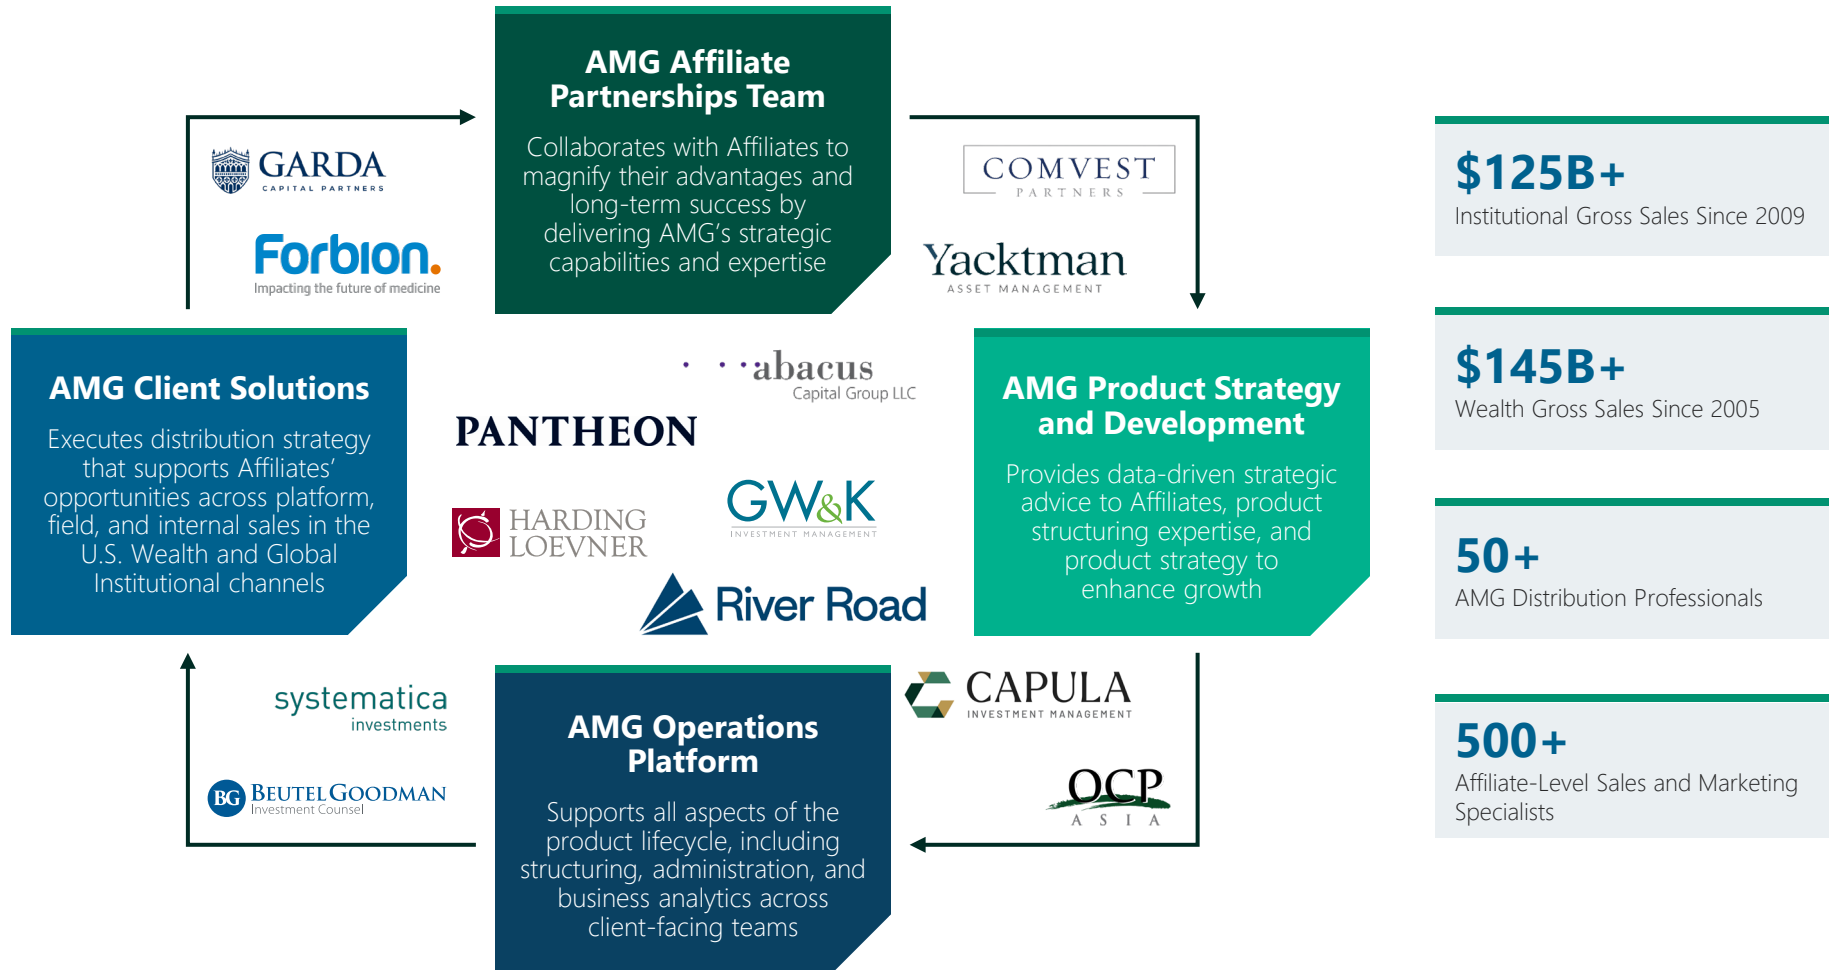 AMG Affiliate
Partnerships Team
Collaborates with Affiliates to
magnify their advantages and
long-term success by
delivering AMG's strategic
capabilities and expertise
GARDA
CAPITAL PARTNERS
Forbion.
Impacting the future of medicine
COMVEST
PARTNERS
Yacktman
ASSET MANAGEMENT
AMG Client Solutions
Executes distribution strategy
that supports Affiliates'
opportunities across platform,
field, and internal sales in the
U.S. Wealth and Global
Institutional channels
abacus
Capital Group LLC
PANTHEON
HARDING
LOEVNER
GW&K
INVESTMENT MANAGEMENT
River Road
AMG Product Strategy
and Development
Provides data-driven strategic
advice to Affiliates, product
structuring expertise, and
product strategy to
enhance growth
systematica
investments
BG BEUTEL GOODMAN
Investment Counsel
AMG Operations
Platform
Supports all aspects of the
product lifecycle, including
structuring, administration, and
business analytics across
client-facing teams
CAPULA
INVESTMENT MANAGEMENT
OCP
ASIA
$125B+
Institutional Gross Sales Since 2009
$145B+
Wealth Gross Sales Since 2005
50+
AMG Distribution Professionals
500+
Affiliate-Level Sales and Marketing
Specialists